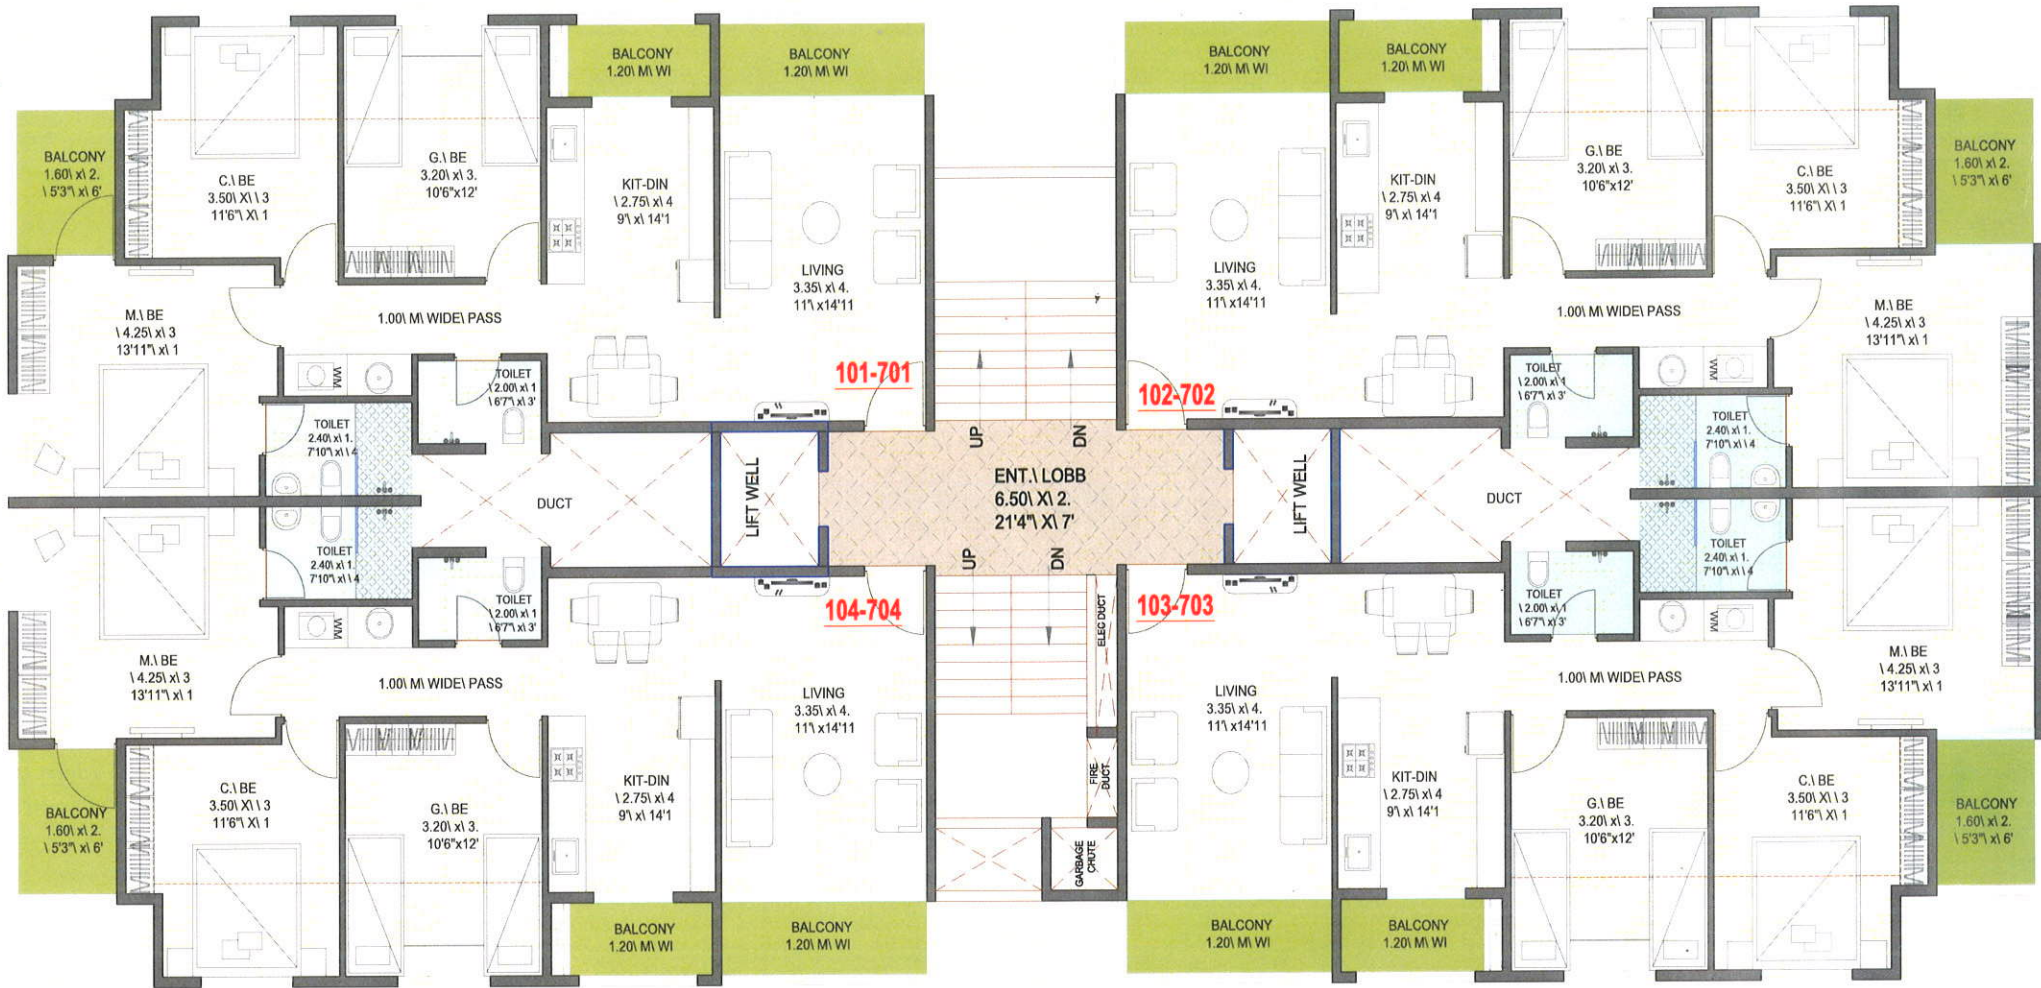 BALCONY
1.20\ M\ WI
BALCONY
1.20\ M\ WI
BALCONY
1.20\ M\ WI
BALCONY
1.20\ M\ WI
BALCONY
1.60\ x\ 2.
\ 5'3"\ x\ 6'
C.\ BE
3.50\ X\ \ 3
11'6"\ X\ 1
G.\ BE
3.20\ x\ 3.
10'6"x12'
KIT-DIN
\ 2.75\ x\ 4
9'\ x\ 14'1
LIVING
3.35\ x\ 4.
11'\ x14'11
LIVING
3.35\ x\ 4.
11'\ x14'11
KIT-DIN
\ 2.75\ x\ 4
9'\ x\ 14'1
G.\ BE
3.20\ x\ 3.
10'6"x12'
C.\ BE
3.50\ X\ \ 3
11'6"\ X\ 1
BALCONY
1.60\ x\ 2.
\ 5'3"\ x\ 6'
M.\ BE
\ 4.25\ x\ 3
13'11"\ x\ 1
1.00\ M\ WIDE\ PASS
1.00\ M\ WIDE\ PASS
M.\ BE
\ 4.25\ x\ 3
13'11"\ x\ 1
WM
TOILET
\ 2.00\ x\ 1
\ 6'7"\ x\ 3'
101-701
102-702
TOILET
\ 2.00\ x\ 1
\ 6'7"\ x\ 3'
WM
TOILET
2.40\ x\ 1.
7'10"\ x\ \ 4
UP
DN
TOILET
2.40\ x\ 1.
7'10"\ x\ \ 4
DUCT
LIFT WELL
ENT.\ LOBB
6.50\ X\ 2.
21'4"\ X\ 7'
LIFT WELL
DUCT
TOILET
2.40\ x\ 1.
7'10"\ x\ \ 4
UP
DN
TOILET
2.40\ x\ 1.
7'10"\ x\ \ 4
WM
TOILET
\ 2.00\ x\ 1
\ 6'7"\ x\ 3'
104-704
ELEC DUCT
103-703
TOILET
\ 2.00\ x\ 1
\ 6'7"\ x\ 3'
WM
M.\ BE
\ 4.25\ x\ 3
13'11"\ x\ 1
1.00\ M\ WIDE\ PASS
1.00\ M\ WIDE\ PASS
M.\ BE
\ 4.25\ x\ 3
13'11"\ x\ 1
BALCONY
1.60\ x\ 2.
\ 5'3"\ x\ 6'
C.\ BE
3.50\ X\ \ 3
11'6"\ X\ 1
G.\ BE
3.20\ x\ 3.
10'6"x12'
KIT-DIN
\ 2.75\ x\ 4
9'\ x\ 14'1
LIVING
3.35\ x\ 4.
11'\ x14'11
FIRE
DUCT
GARBAGE
CHUTE
LIVING
3.35\ x\ 4.
11'\ x14'11
KIT-DIN
\ 2.75\ x\ 4
9'\ x\ 14'1
G.\ BE
3.20\ x\ 3.
10'6"x12'
C.\ BE
3.50\ X\ \ 3
11'6"\ X\ 1
BALCONY
1.60\ x\ 2.
\ 5'3"\ x\ 6'
BALCONY
1.20\ M\ WI
BALCONY
1.20\ M\ WI
BALCONY
1.20\ M\ WI
BALCONY
1.20\ M\ WI